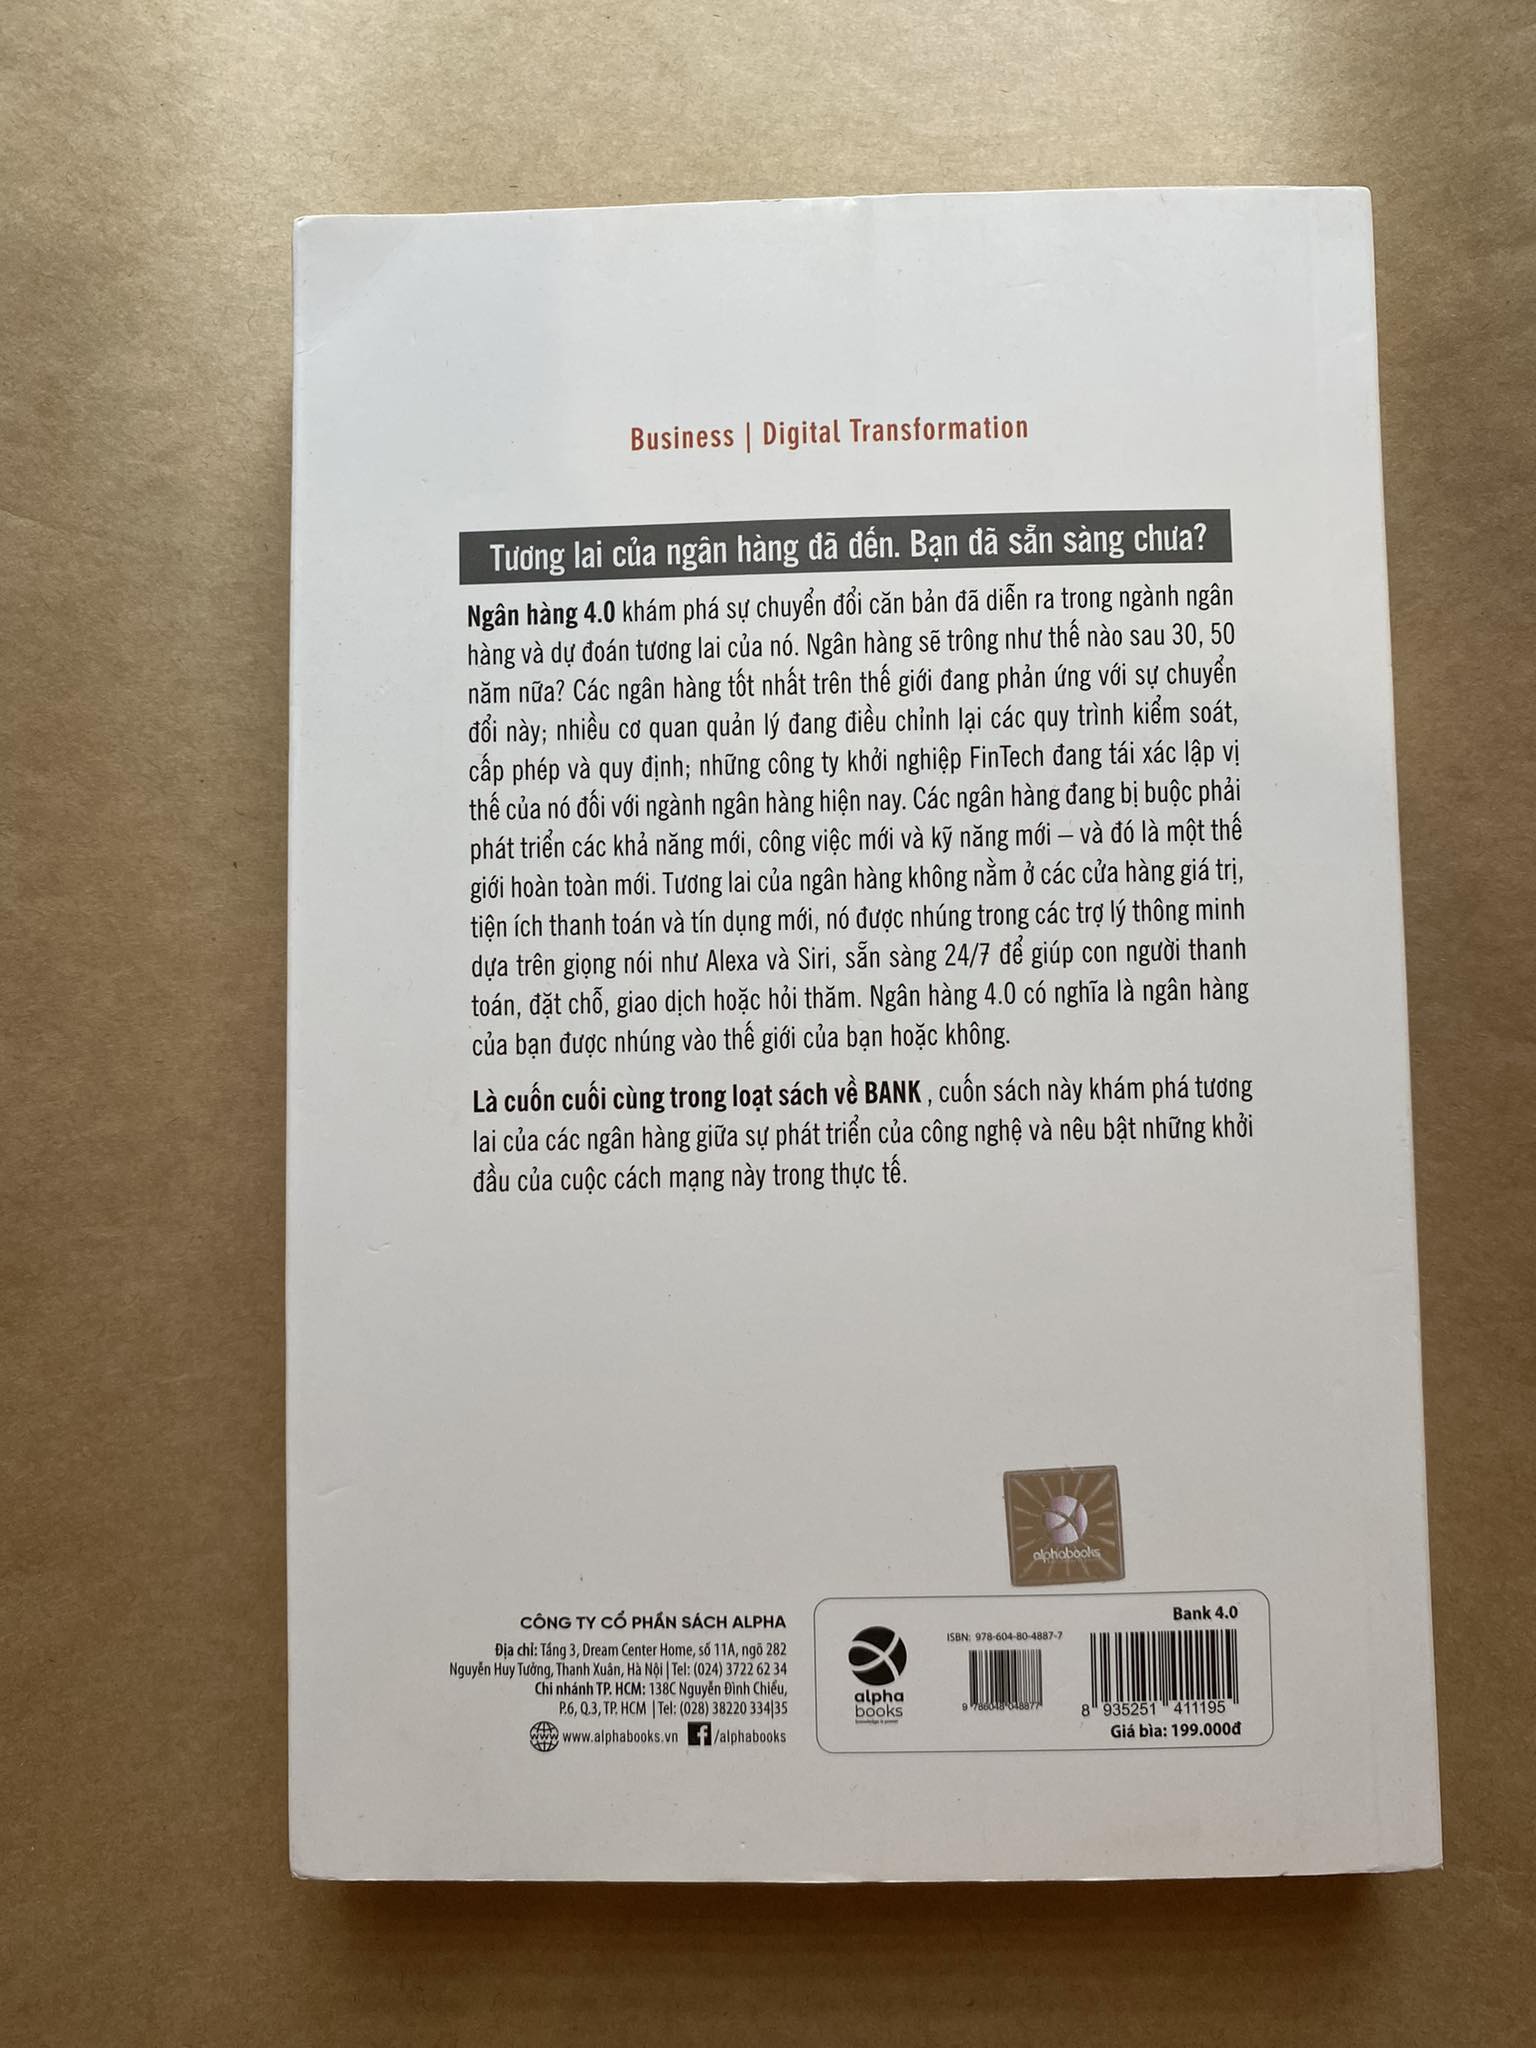 Business | Digital Transformation
Tương lai của ngân hàng đã đến. Bạn đã sẵn sàng chưa?
Ngân hàng 4.0 khám phá sự chuyển đổi căn bản đã diễn ra trong ngành ngân
hàng và dự đoán tương lai của nó. Ngân hàng sẽ trông như thế nào sau 30, 50
năm nữa? Các ngân hàng tốt nhất trên thế giới đang phản ứng với sự chuyển
đổi này; nhiều cơ quan quản lý đang điều chỉnh lại các quy trình kiểm soát,
cấp phép và quy định; những công ty khởi nghiệp FinTech đang tái xác lập vị
thế của nó đối với ngành ngân hàng hiện nay. Các ngân hàng đang bị buộc phải
phát triển các khả năng mới, công việc mới và kỹ năng mới – và đó là một thế
giới hoàn toàn mới. Tương lai của ngân hàng không nằm ở các cửa hàng giá trị,
tiện ích thanh toán và tín dụng mới, nó được nhúng trong các trợ lý thông minh
dựa trên giọng nói như Alexa và Siri, sẵn sàng 24/7 để giúp con người thanh
toán, đặt chỗ, giao dịch hoặc hỏi thăm. Ngân hàng 4.0 có nghĩa là ngân hàng
của bạn được nhúng vào thế giới của bạn hoặc không.
Là cuốn cuối cùng trong loạt sách về BANK , cuốn sách này khám phá tương
lai của các ngân hàng giữa sự phát triển của công nghệ và nêu bật những khởi
đầu của cuộc cách mạng này trong thực tế.
alphabooks
CÔNG TY CỔ PHẦN SÁCH ALPHA
Địa chỉ: Tầng 3, Dream Center Home, số 11A, ngõ 282
Nguyễn Huy Tưởng, Thanh Xuân, Hà Nội | Tel: (024) 3722 62 34
Chi nhánh TP. HCM: 138C Nguyễn Đình Chiểu,
P.6, Q.3, TP. HCM | Tel: (028) 38220 334|35
www.alphabooks.vn f/alphabooks
alpha
books
knowledge is power
ISBN: 978-604-80-4887-7
9 786048 048877
Bank 4.0
8 935251 411195
Giá bìa: 199.000đ